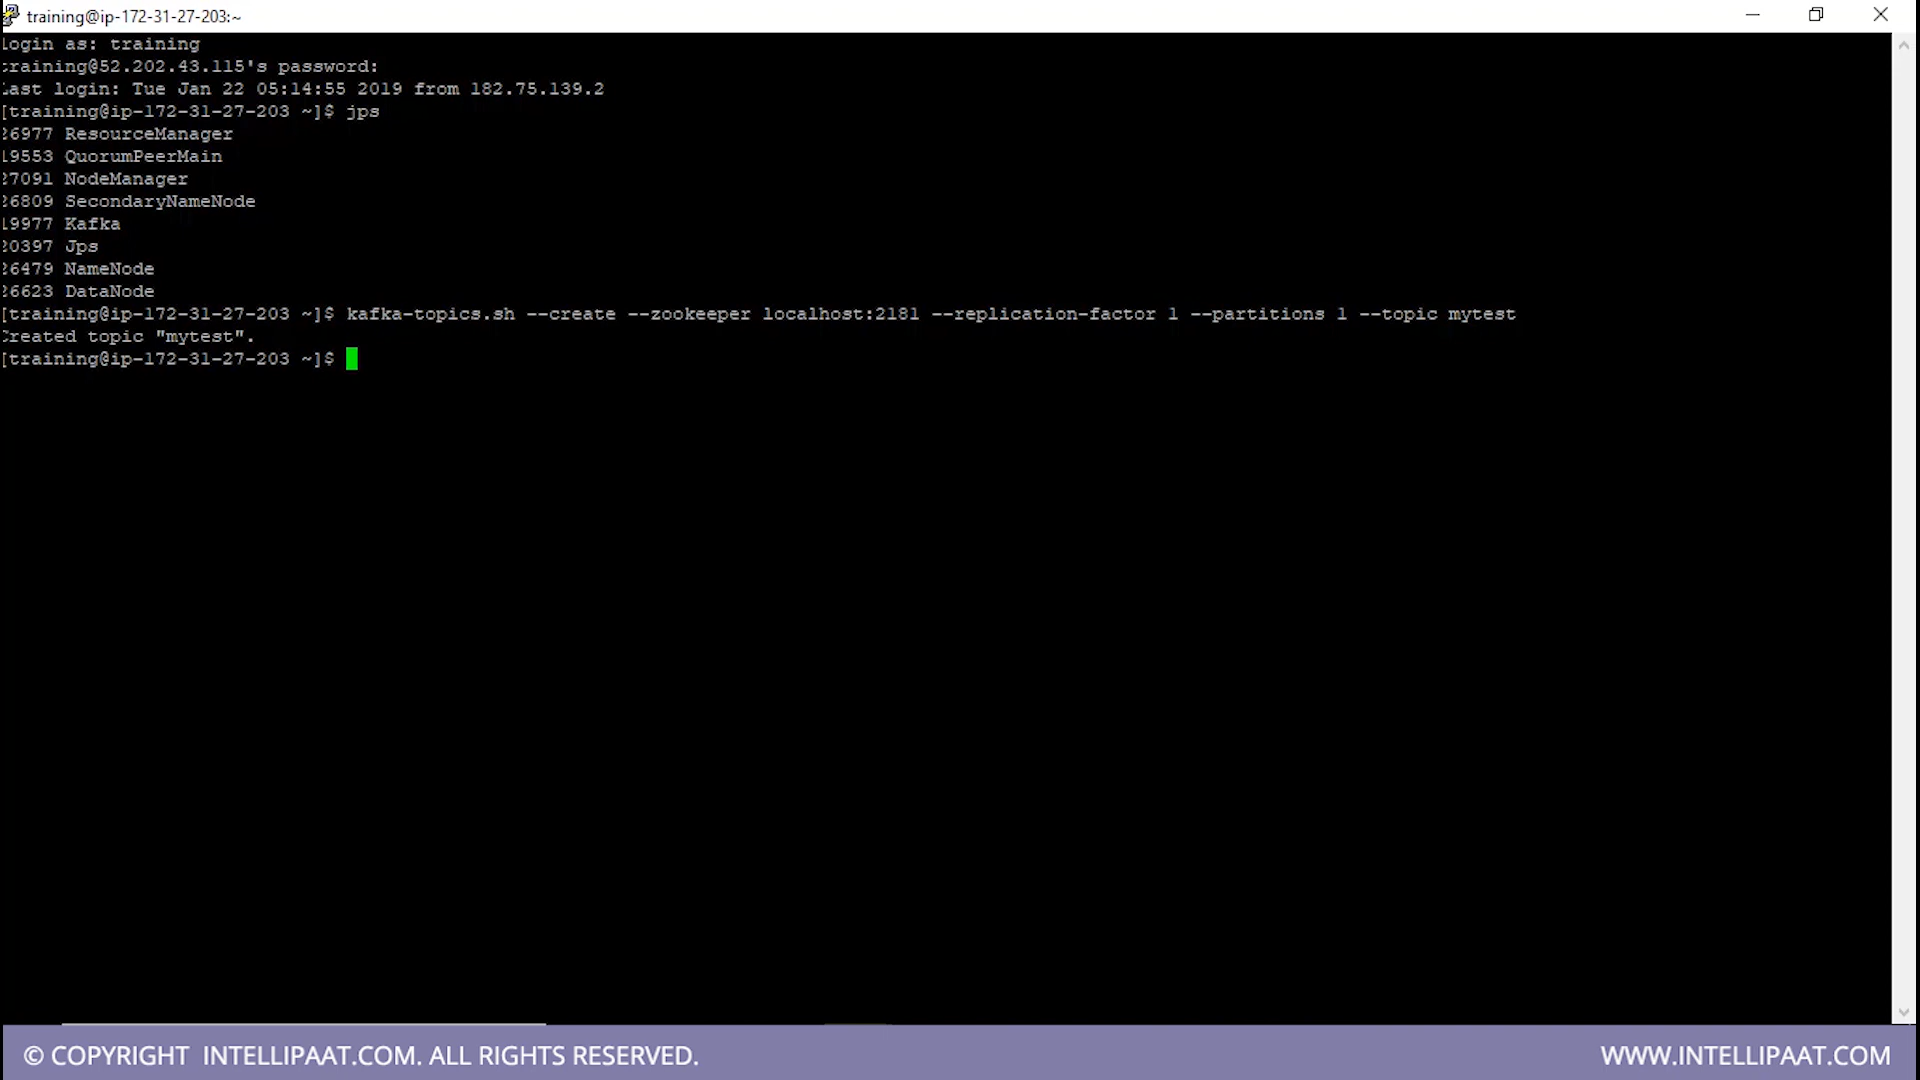 training@ip-172-31-27-203:~
login as: training
training@52.202.43.115's password:
Last login: Tue Jan 22 05:14:55 2019 from 182.75.139.2
[training@ip-172-31-27-203 ~]$ jps
26977 ResourceManager
19553 QuorumPeerMain
27091 NodeManager
26809 SecondaryNameNode
19977 Kafka
20397 Jps
26479 NameNode
26623 DataNode
[training@ip-172-31-27-203 ~]$ kafka-topics.sh --create --zookeeper localhost:2181 --replication-factor 1 --partitions 1 --topic mytest
Created topic "mytest".
[training@ip-172-31-27-203 ~]$
© COPYRIGHT INTELLIPAAT.COM. ALL RIGHTS RESERVED.
WWW.INTELLIPAAT.COM